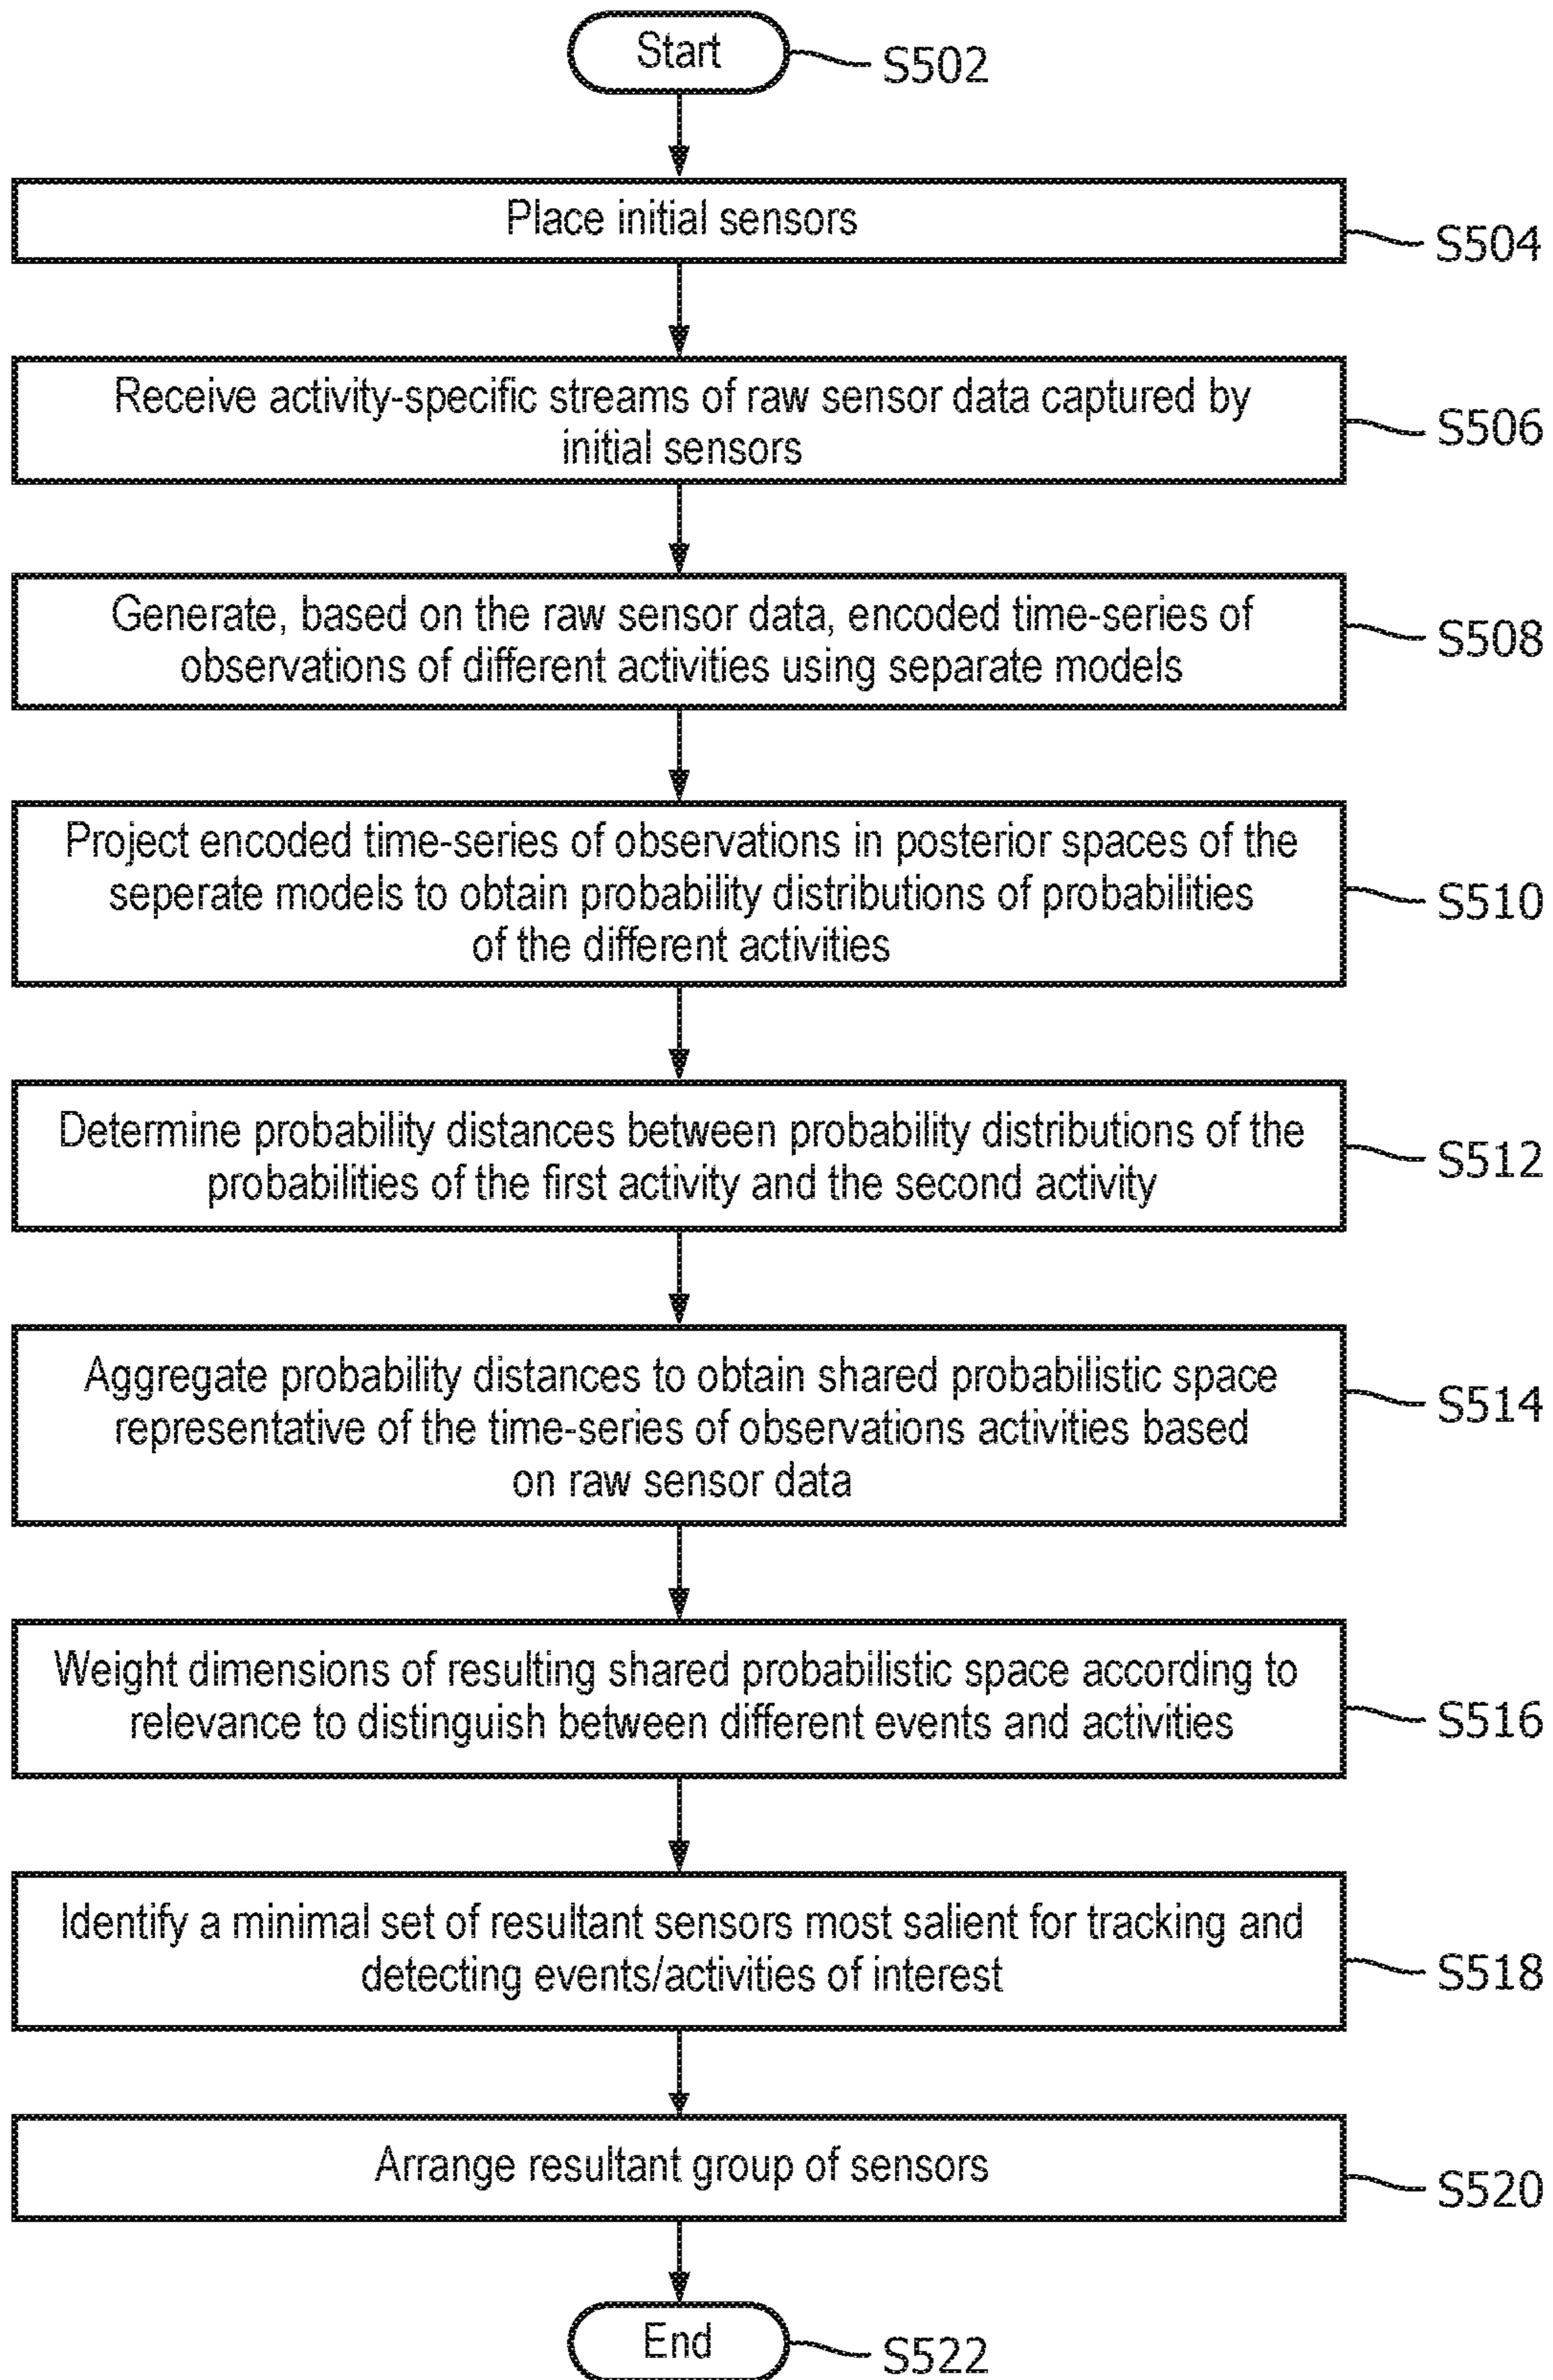 Start
S502
Place initial sensors
S504
Receive activity-specific streams of raw sensor data captured by
initial sensors
S506
Generate, based on the raw sensor data, encoded time-series of
observations of different activities using separate models
S508
Project encoded time-series of observations in posterior spaces of the
seperate models to obtain probability distributions of probabilities
of the different activities
S510
Determine probability distances between probability distributions of the
probabilities of the first activity and the second activity
S512
Aggregate probability distances to obtain shared probabilistic space
representative of the time-series of observations activities based
on raw sensor data
S514
Weight dimensions of resulting shared probabilistic space according to
relevance to distinguish between different events and activities
S516
Identify a minimal set of resultant sensors most salient for tracking and
detecting events/activities of interest
S518
Arrange resultant group of sensors
S520
End
S522